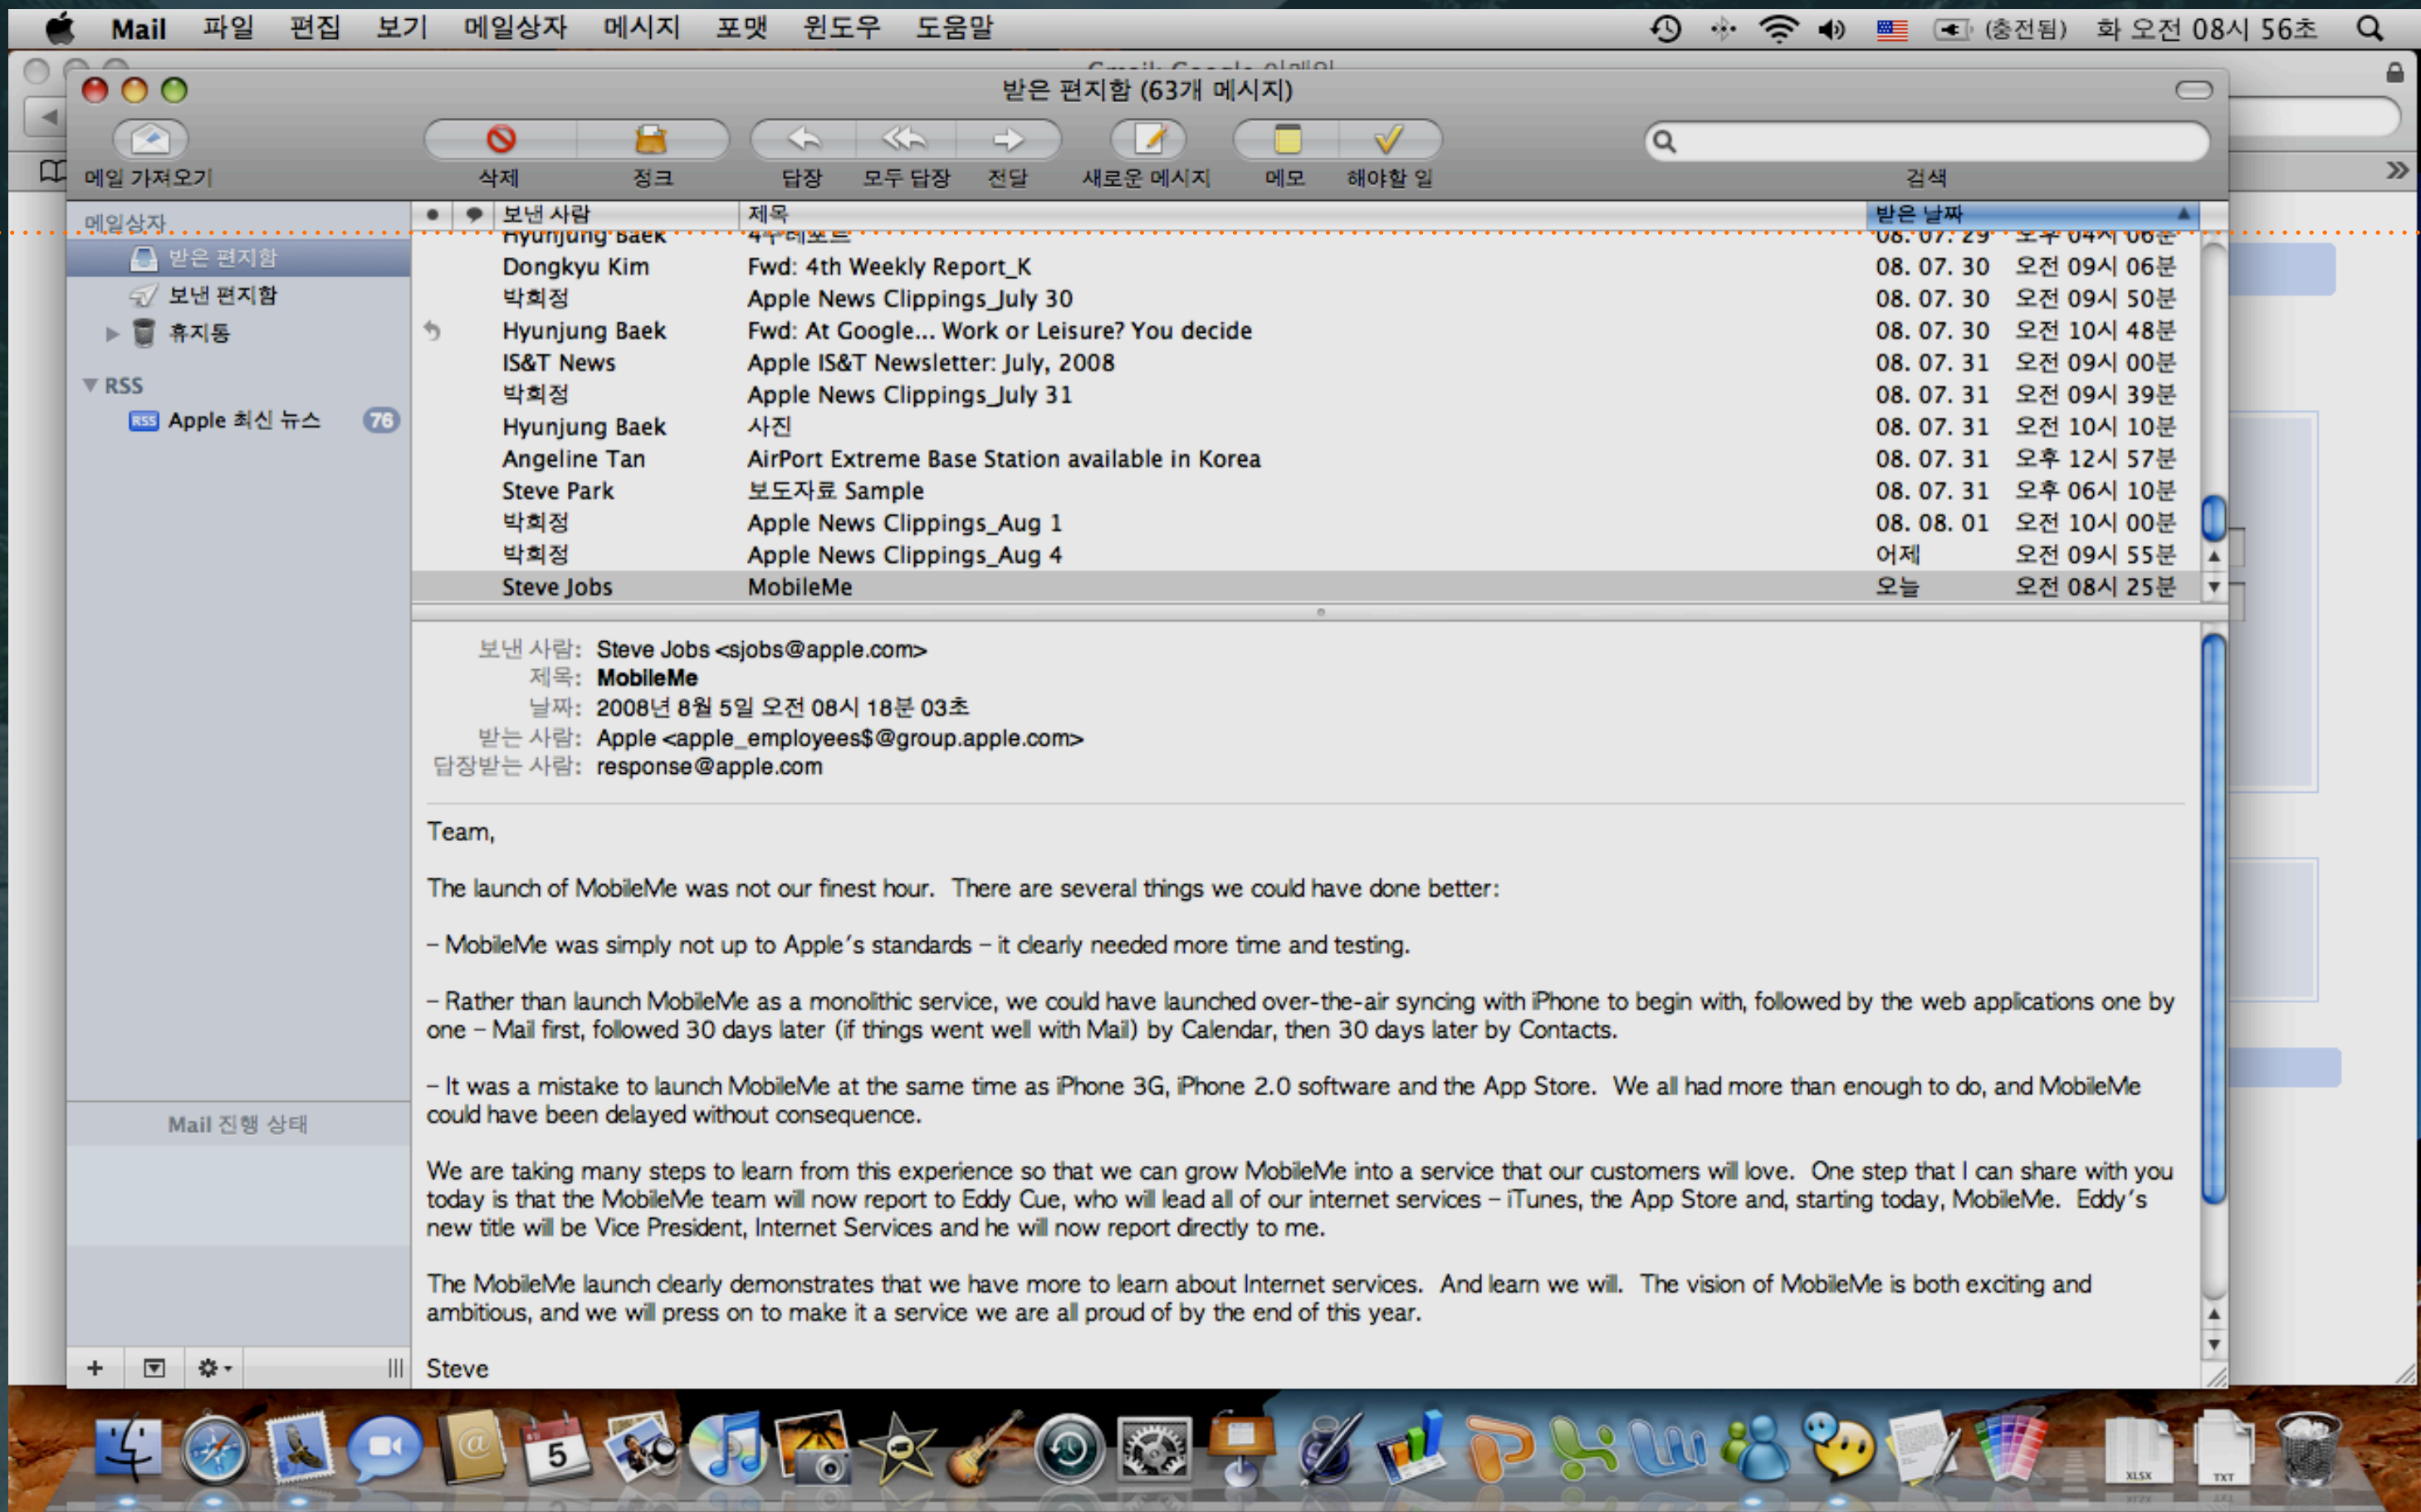 Mail 파일 편집 보기 메일상자 메시지 포맷 윈도우 도움말 (충전됨) 화 오전 08시 56초
받은 편지함 (63개 메시지)
메일 가져오기 삭제 정크 답장 모두 답장 전달 새로운 메시지 메모 해야할 일 검색
메일상자
받은 편지함
보낸 편지함
휴지통
RSS
RSS Apple 최신 뉴스 76
Mail 진행 상태
보낸 사람 제목 받은 날짜
Hyunjung Baek 08. 07. 29 오후 04시 06분
Dongkyu Kim Fwd: 4th Weekly Report_K 08. 07. 30 오전 09시 06분
박희정 Apple News Clippings_July 30 08. 07. 30 오전 09시 50분
Hyunjung Baek Fwd: At Google... Work or Leisure? You decide 08. 07. 30 오전 10시 48분
IS&T News Apple IS&T Newsletter: July, 2008 08. 07. 31 오전 09시 00분
박희정 Apple News Clippings_July 31 08. 07. 31 오전 09시 39분
Hyunjung Baek 사진 08. 07. 31 오전 10시 10분
Angeline Tan AirPort Extreme Base Station available in Korea 08. 07. 31 오후 12시 57분
Steve Park 보도자료 Sample 08. 07. 31 오후 06시 10분
박희정 Apple News Clippings_Aug 1 08. 08. 01 오전 10시 00분
박희정 Apple News Clippings_Aug 4 어제 오전 09시 55분
Steve Jobs MobileMe 오늘 오전 08시 25분
보낸 사람: Steve Jobs <sjobs@apple.com>
제목: MobileMe
날짜: 2008년 8월 5일 오전 08시 18분 03초
받는 사람: Apple <apple_employees$@group.apple.com>
답장받는 사람: response@apple.com
Team,
The launch of MobileMe was not our finest hour. There are several things we could have done better:
– MobileMe was simply not up to Apple's standards – it clearly needed more time and testing.
– Rather than launch MobileMe as a monolithic service, we could have launched over-the-air syncing with iPhone to begin with, followed by the web applications one by
one – Mail first, followed 30 days later (if things went well with Mail) by Calendar, then 30 days later by Contacts.
– It was a mistake to launch MobileMe at the same time as iPhone 3G, iPhone 2.0 software and the App Store. We all had more than enough to do, and MobileMe
could have been delayed without consequence.
We are taking many steps to learn from this experience so that we can grow MobileMe into a service that our customers will love. One step that I can share with you
today is that the MobileMe team will now report to Eddy Cue, who will lead all of our internet services – iTunes, the App Store and, starting today, MobileMe. Eddy's
new title will be Vice President, Internet Services and he will now report directly to me.
The MobileMe launch clearly demonstrates that we have more to learn about Internet services. And learn we will. The vision of MobileMe is both exciting and
ambitious, and we will press on to make it a service we are all proud of by the end of this year.
Steve
5
XLSX
TXT